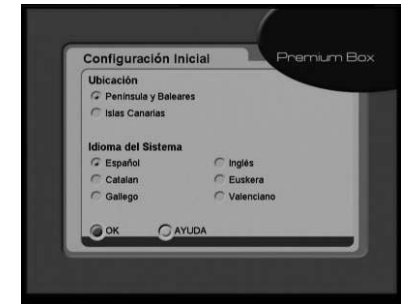 Configuración Inicial
Premium Box
Ubicación
Península y Baleares
Islas Canarias
Idioma del Sistema
Español
Inglés
Catalan
Euskera
Gallego
Valenciano
OK
AYUDA